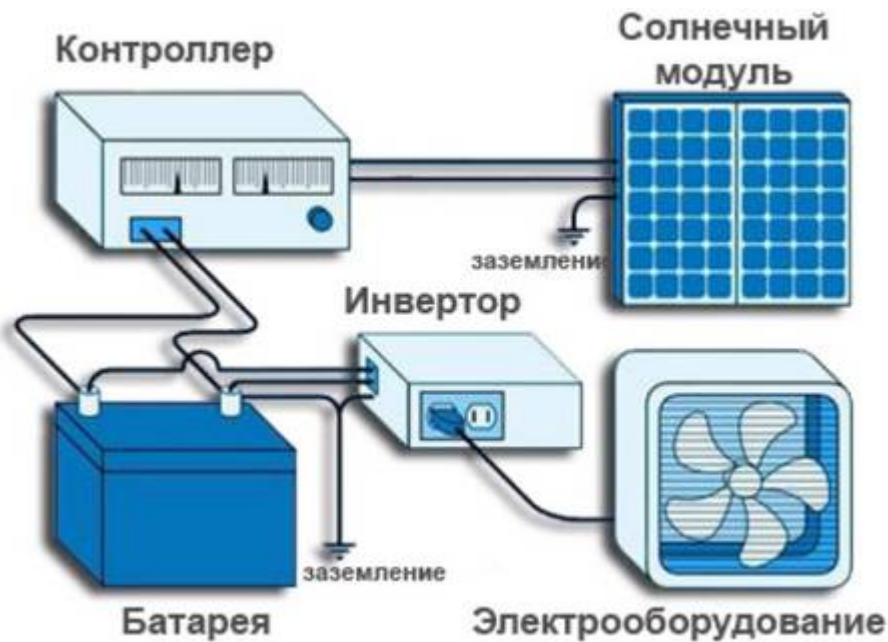 Контроллер
Солнечный
модуль
заземление
Инвертор
заземление
Батарея
Электрооборудование